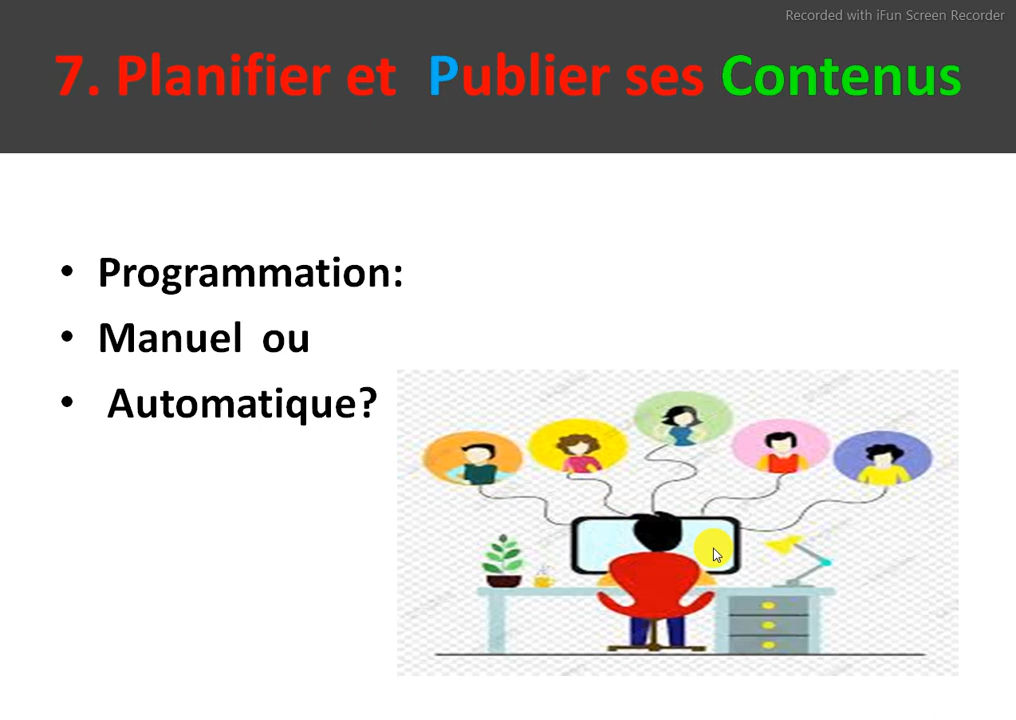 Recorded with iFun Screen Recorder
7. Planifier et Publier ses Contenus
• Programmation:
• Manuel ou
• Automatique?